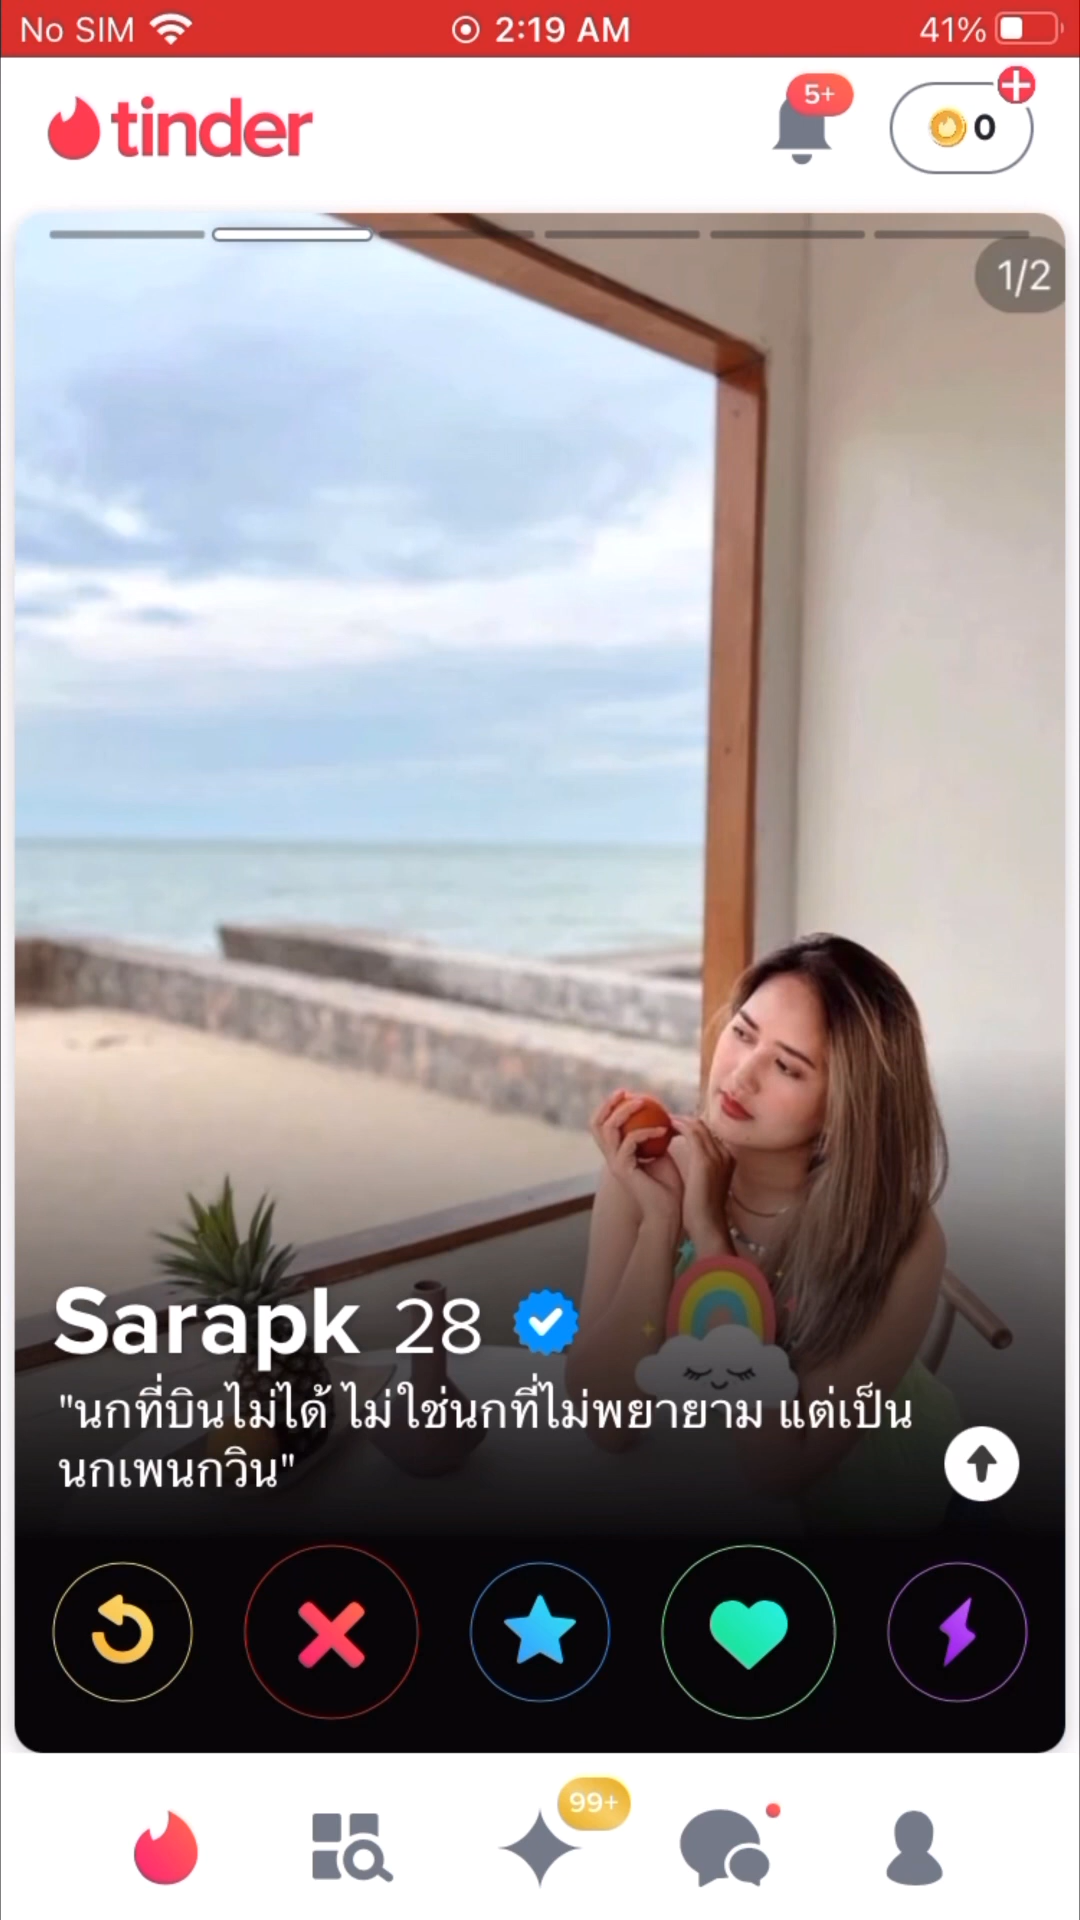 No SIM 2:19 AM 41%
tinder 5+ 0
1/2
Sarapk 28
"นกที่บินไม่ได้ ไม่ใช่นกที่ไม่พยายาม แต่เป็น
นกเพนกวิน"
99+